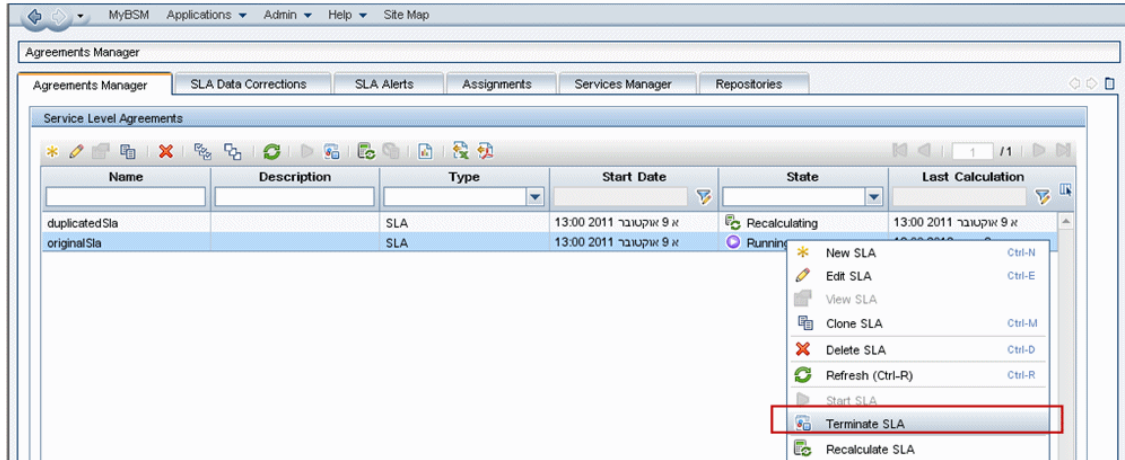 MyBSM Applications Admin Help Site Map
Agreements Manager
Agreements Manager SLA Data Corrections SLA Alerts Assignments Services Manager Repositories
Service Level Agreements
1 /1
Name Description Type Start Date State Last Calculation
duplicatedSla SLA א 9 אוקטובר 2011 13:00 Recalculating א 9 אוקטובר 2011 13:00
originalSla SLA א 9 אוקטובר 2011 13:00 Running
New SLA Ctrl-N
Edit SLA Ctrl-E
View SLA
Clone SLA Ctrl-M
Delete SLA Ctrl-D
Refresh (Ctrl-R) Ctrl-R
Start SLA
Terminate SLA
Recalculate SLA